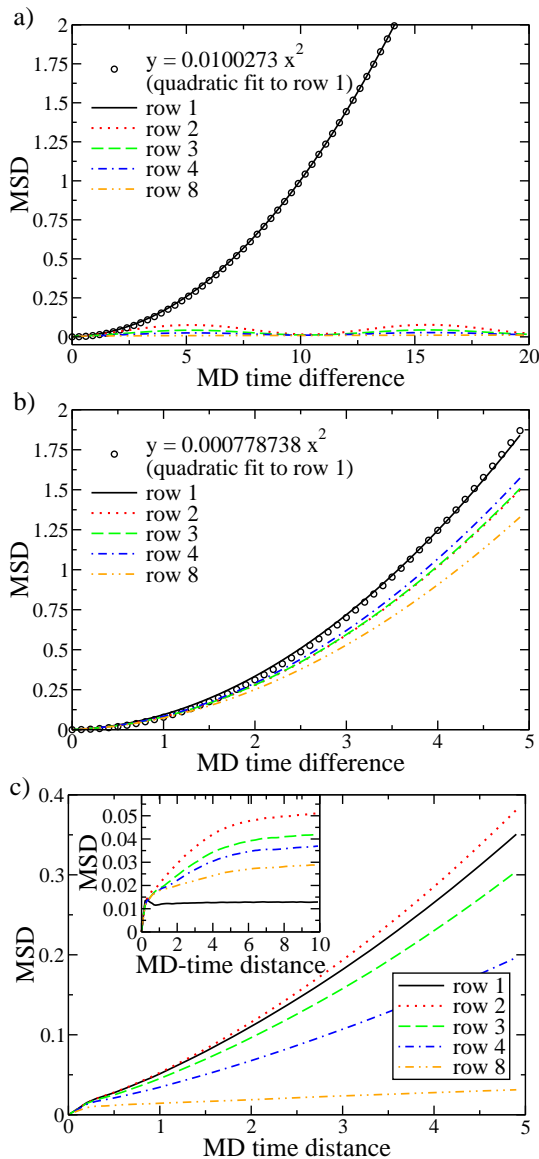 a)
2
1.75
1.5
1.25
1
0.75
0.5
0.25
0
MSD
y = 0.0100273 x²
(quadratic fit to row 1)
row 1
row 2
row 3
row 4
row 8
0 5 10 15 20
MD time difference
b)
2
1.75
1.5
1.25
1
0.75
0.5
0.25
0
MSD
y = 0.000778738 x²
(quadratic fit to row 1)
row 1
row 2
row 3
row 4
row 8
0 1 2 3 4 5
MD time difference
c)
0.4
0.3
0.2
0.1
0
MSD
0.05
0.04
0.03
0.02
0.01
0
MSD
0 2 4 6 8 10
MD-time distance
row 1
row 2
row 3
row 4
row 8
0 1 2 3 4 5
MD time distance